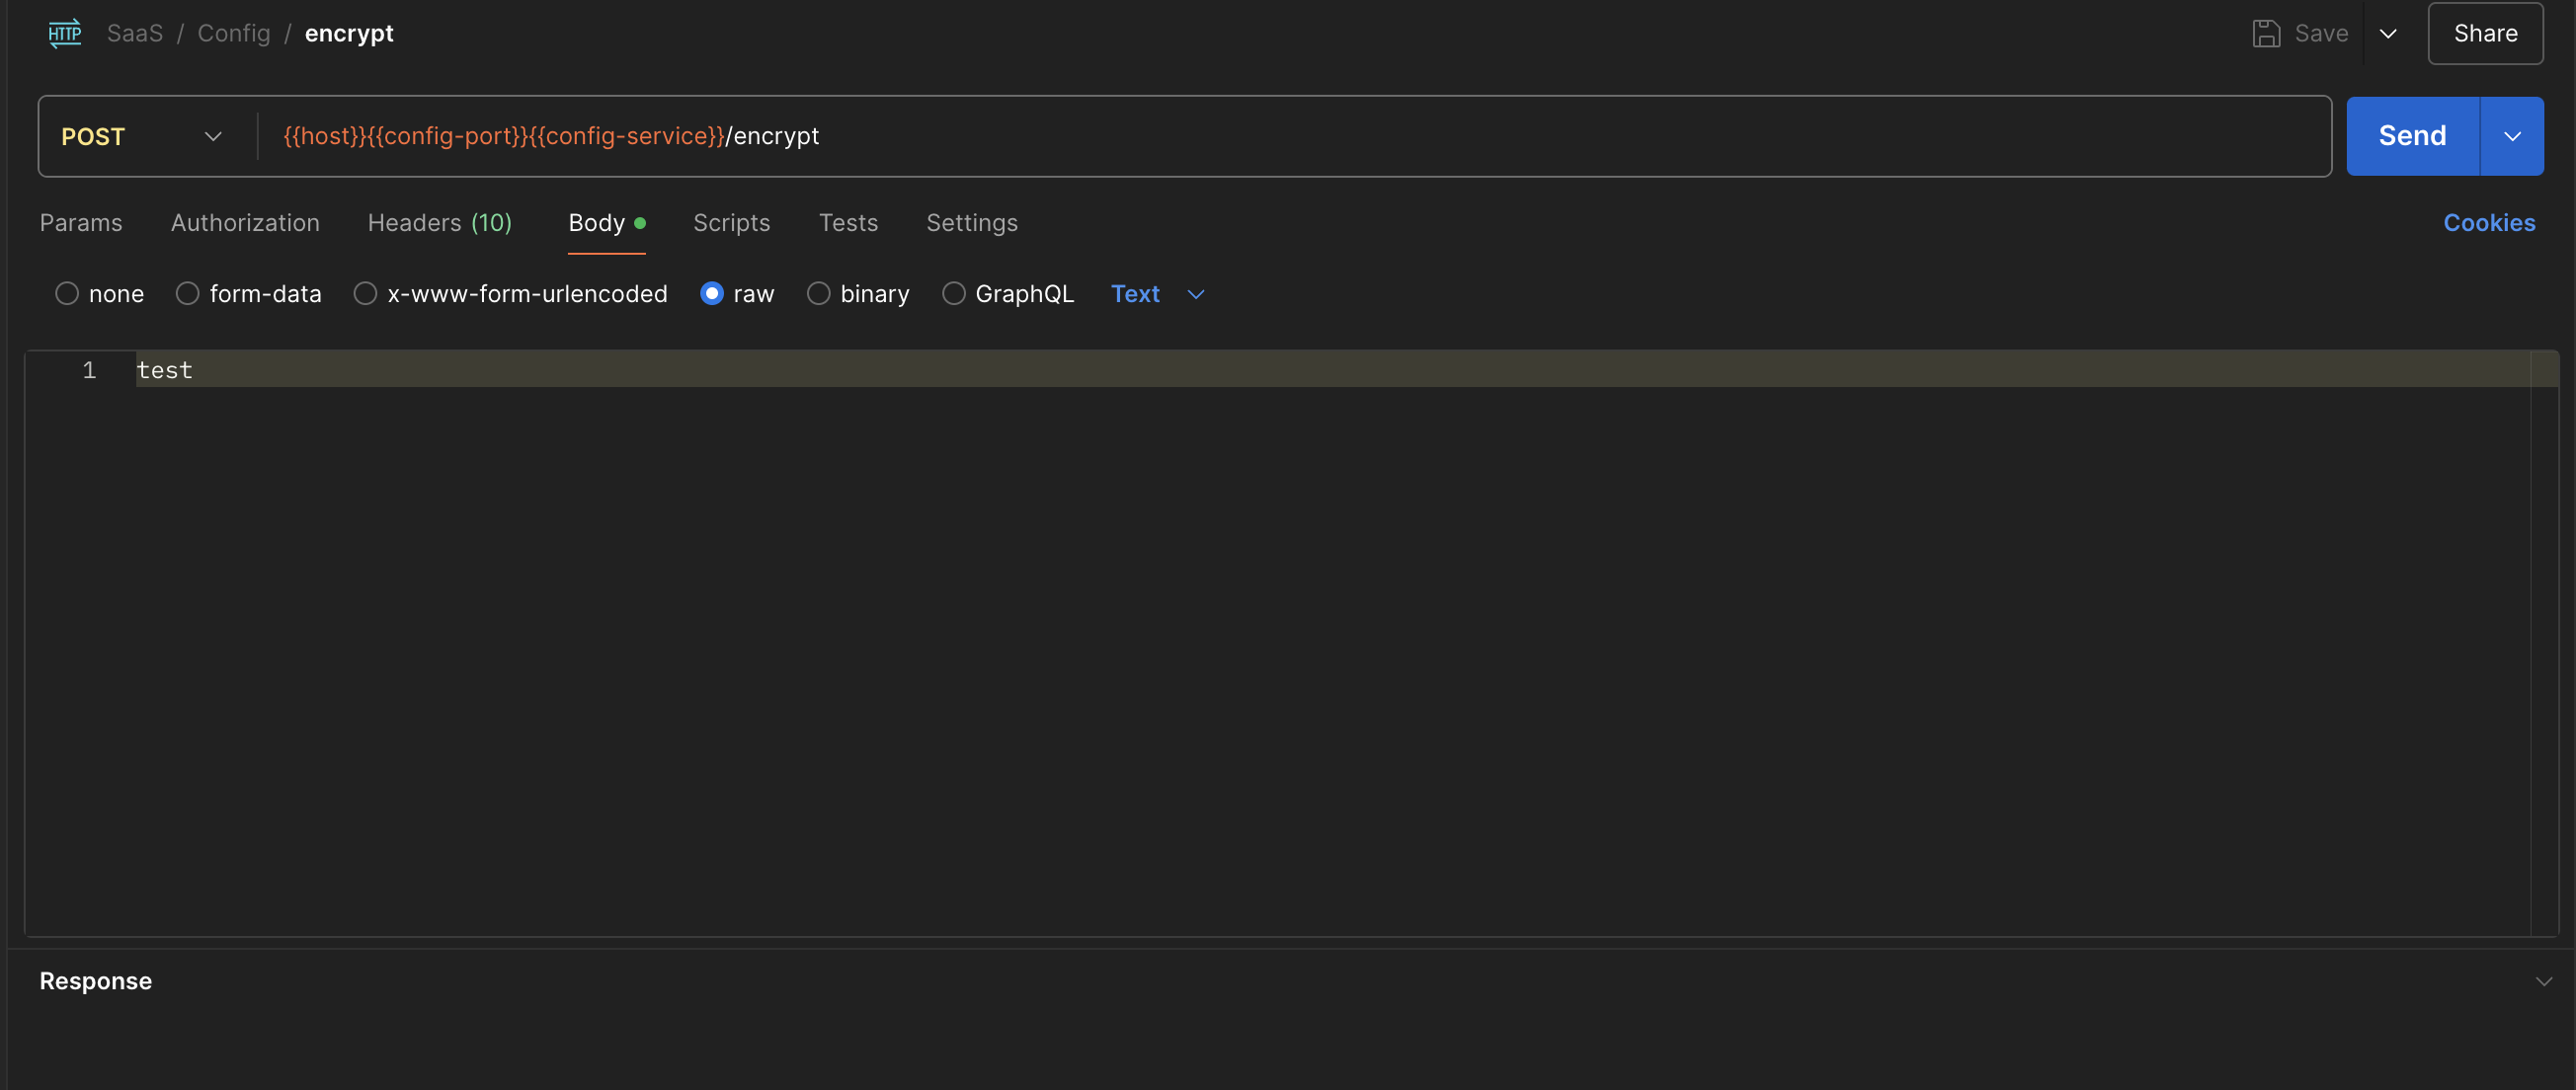 HTTP SaaS / Config / encrypt Save Share
POST {{host}}{{config-port}}{{config-service}}/encrypt Send
Params Authorization Headers (10) Body Scripts Tests Settings Cookies
none form-data x-www-form-urlencoded raw binary GraphQL Text
1 test
Response